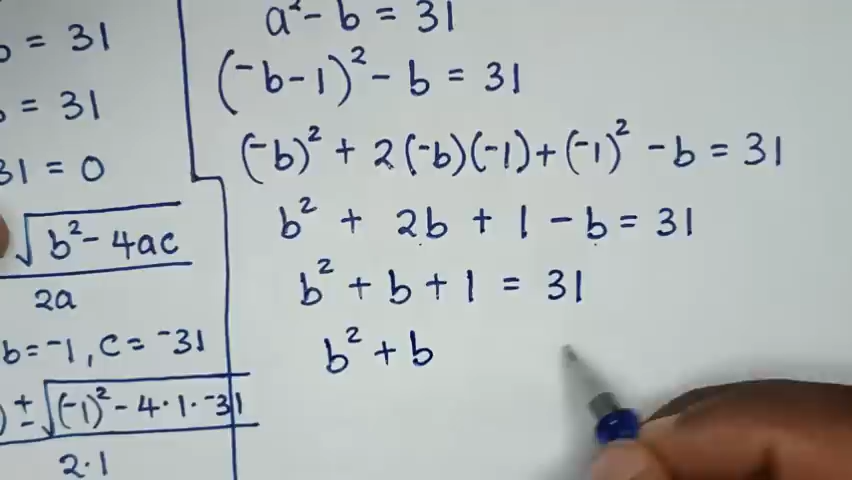 b = 31
b = 31
31 = 0
√b² - 4ac
2a
b = -1, c = ⁻31
) ± √(-1)² - 4·1·⁻31
2·1
a² - b = 31
(⁻b - 1)² - b = 31
(⁻b)² + 2(-b)(-1) + (-1)² - b = 31
b² + 2b + 1 - b = 31
b² + b + 1 = 31
b² + b